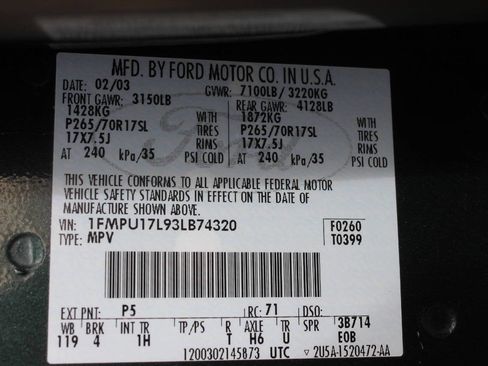 MFD. BY FORD MOTOR CO. IN U.S.A.
DATE: 02/03 GVWR: 7100LB/ 3220KG
FRONT GAWR: 3150LB REAR GAWR: 4128LB
1428KG WITH 1872KG WITH
P265/70R17SL TIRES P265/70R17SL TIRES
17X7.5J RIMS 17X7.5J RIMS
AT 240 kPa/35 PSI COLD AT 240 kPa/35 PSI COLD
THIS VEHICLE CONFORMS TO ALL APPLICABLE FEDERAL MOTOR
VEHICLE SAFETY STANDARDS IN EFFECT ON THE DATE OF
MANUFACTURE SHOWN ABOVE.
VIN: 1FMPU17L93LB74320 F0260
TYPE: MPV T0399
EXT PNT: P5 RC: 71 DSO:
WB BRK INT TR TP/PS R AXLE TR SPR 3B714
119 4 1H T H6 U E0B
1200302145B73 UTC 2U5A-1520472-AA
Ford